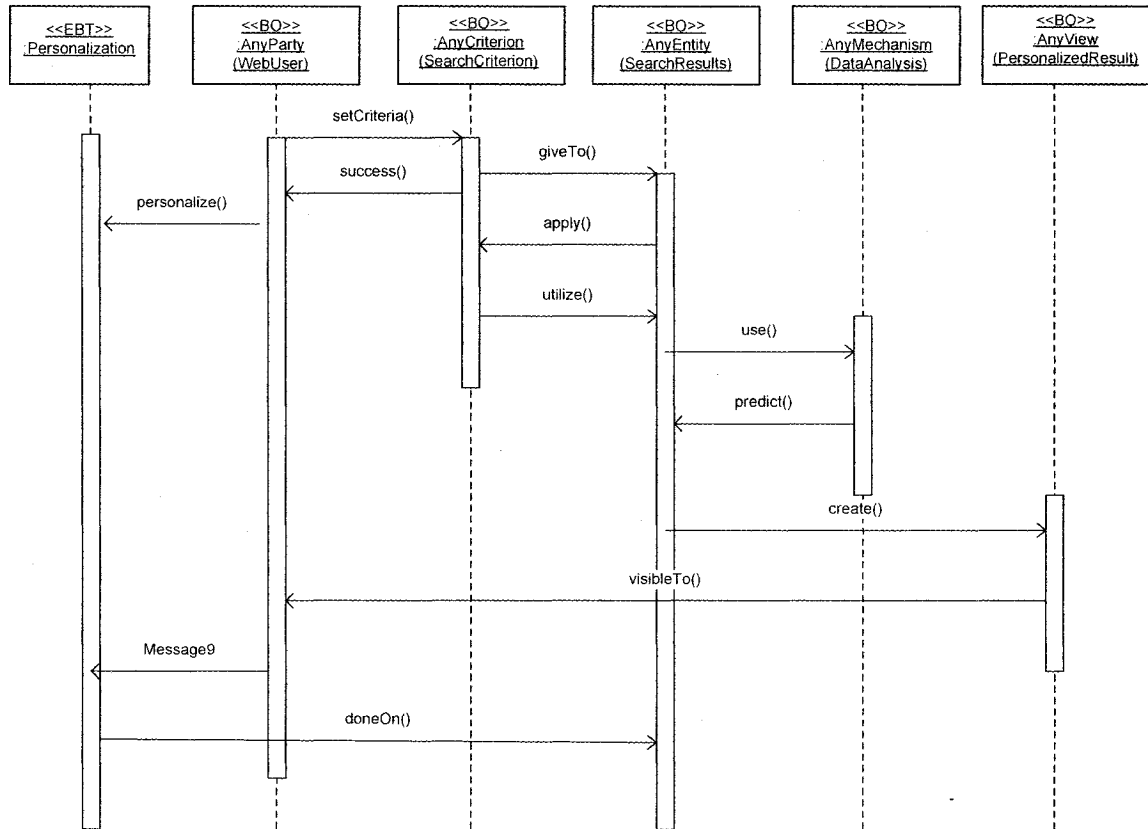 <<EBT>>
:Personalization
<<BO>>
:AnyParty
(WebUser)
<<BO>>
:AnyCriterion
(SearchCriterion)
<<BO>>
:AnyEntity
(SearchResults)
<<BO>>
:AnyMechanism
(DataAnalysis)
<<BO>>
:AnyView
(PersonalizedResult)
setCriteria()
giveTo()
success()
personalize()
apply()
utilize()
use()
predict()
create()
visibleTo()
Message9
doneOn()